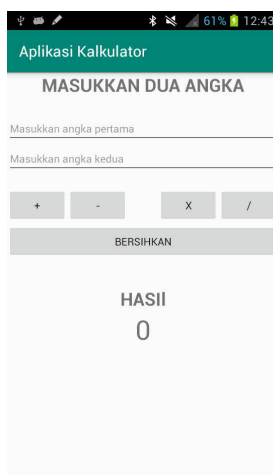 61% 12:43
Aplikasi Kalkulator
MASUKKAN DUA ANGKA
Masukkan angka pertama
Masukkan angka kedua
+ - X /
BERSIHKAN
HASIl
0